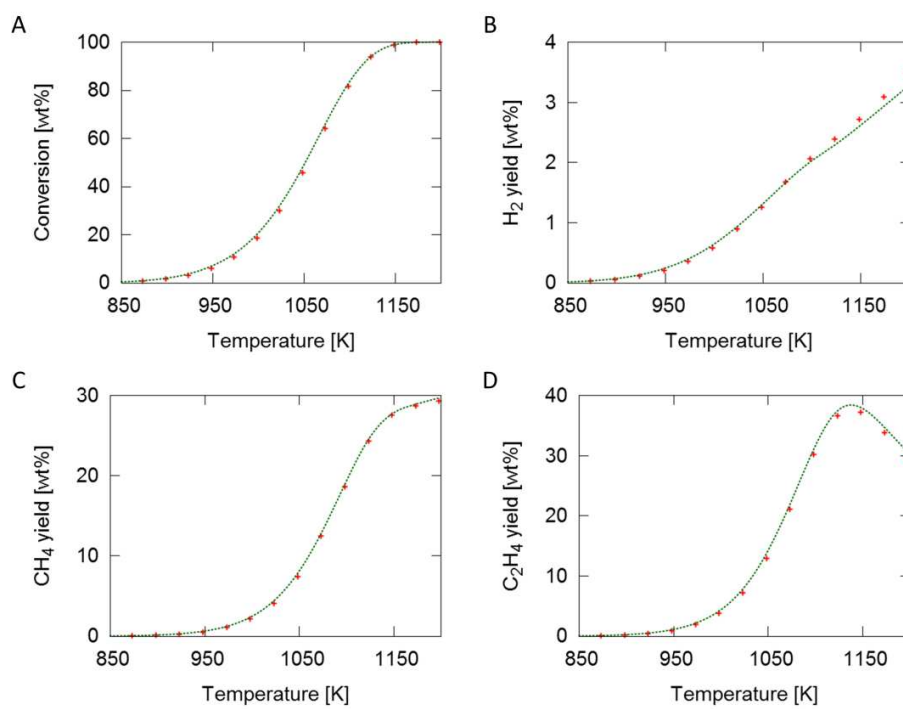 A
Conversion [wt%]
100
80
60
40
20
0
850 950 1050 1150
Temperature [K]
B
H2 yield [wt%]
4
3
2
1
0
850 950 1050 1150
Temperature [K]
C
CH4 yield [wt%]
30
20
10
0
850 950 1050 1150
Temperature [K]
D
C2H4 yield [wt%]
40
30
20
10
0
850 950 1050 1150
Temperature [K]